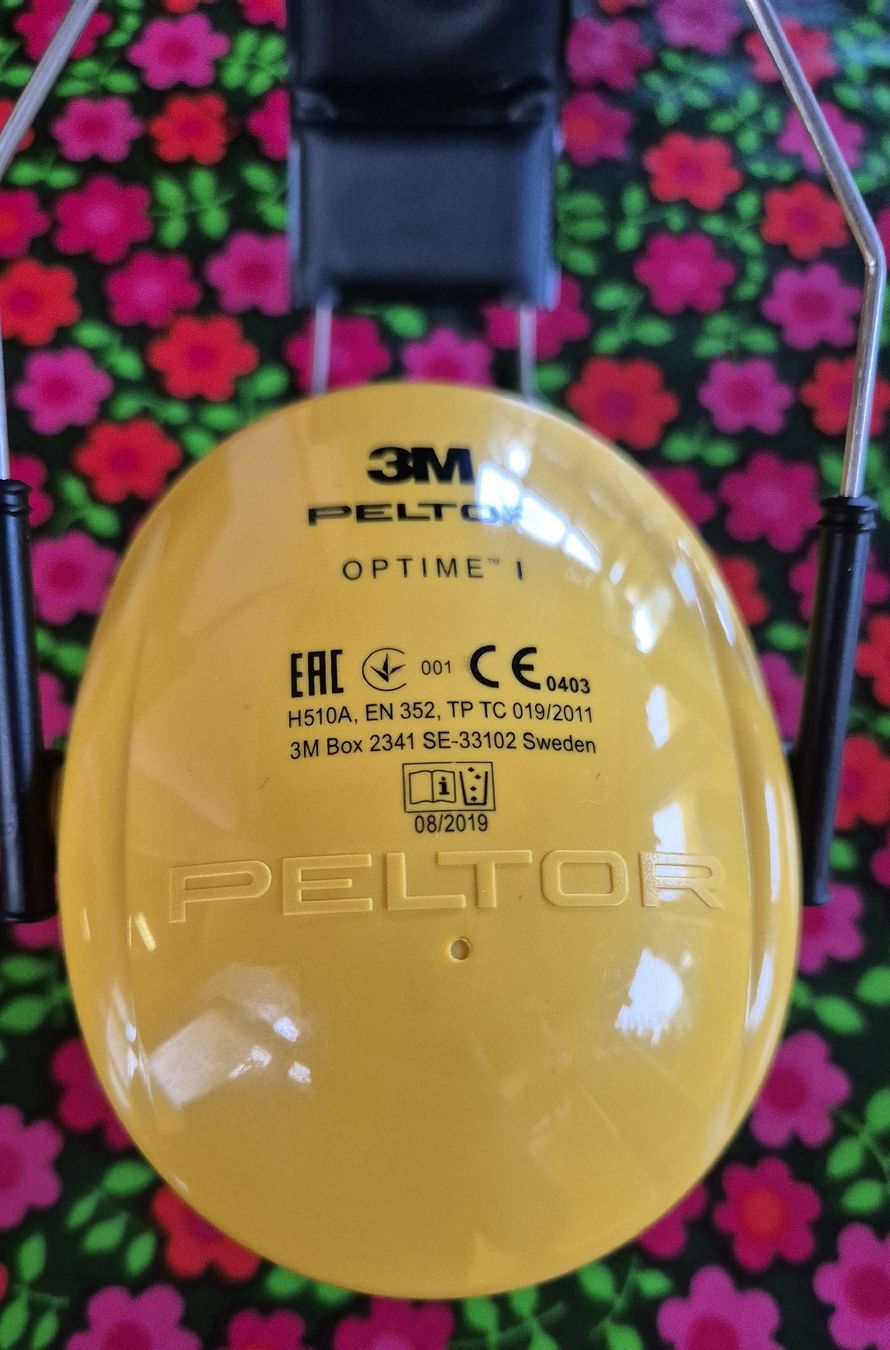 3M
PELTOR
OPTIME™ I
EAC 001 CE 0403
H510A, EN 352, TP TC 019/2011
3M Box 2341 SE-33102 Sweden
i
08/2019
PELTOR